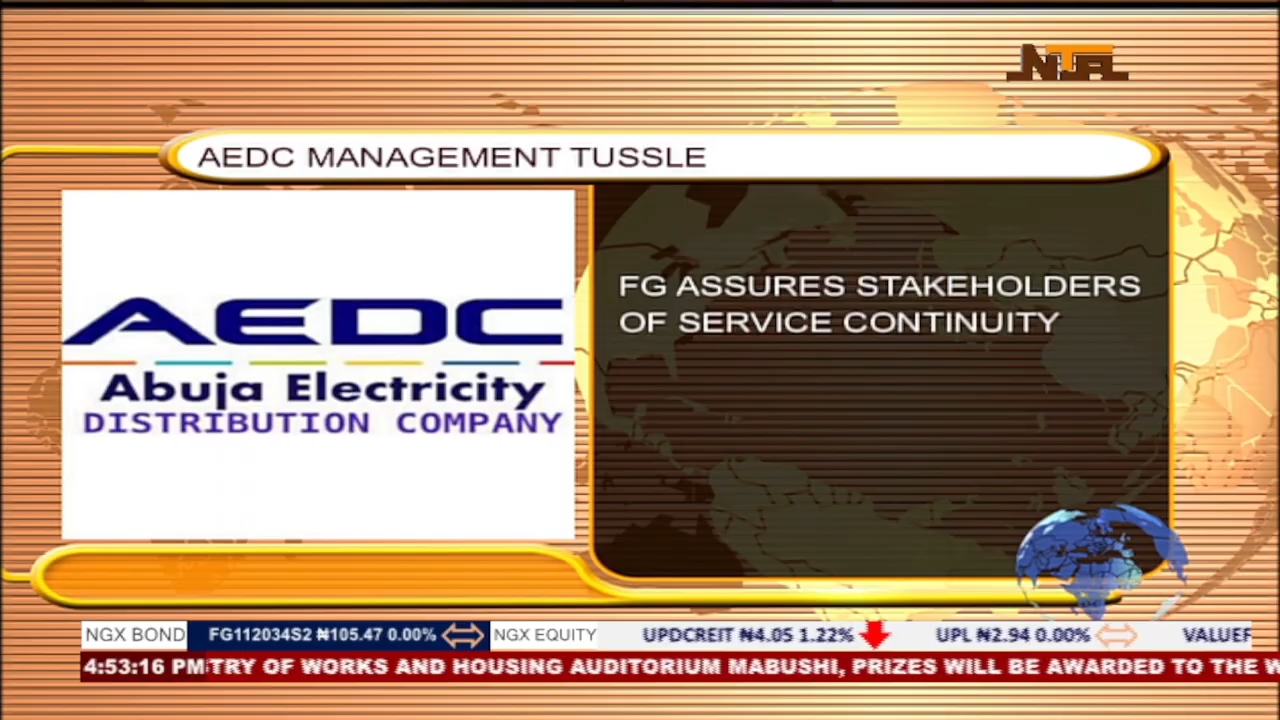 NTA
AEDC MANAGEMENT TUSSLE
AEDC
Abuja Electricity
DISTRIBUTION COMPANY
FG ASSURES STAKEHOLDERS
OF SERVICE CONTINUITY
NGX BOND FG112034S2 ₦105.47 0.00% NGX EQUITY UPDCREIT ₦4.05 1.22% UPL ₦2.94 0.00% VALUEF
4:53:16 PM TRY OF WORKS AND HOUSING AUDITORIUM MABUSHI, PRIZES WILL BE AWARDED TO THE W